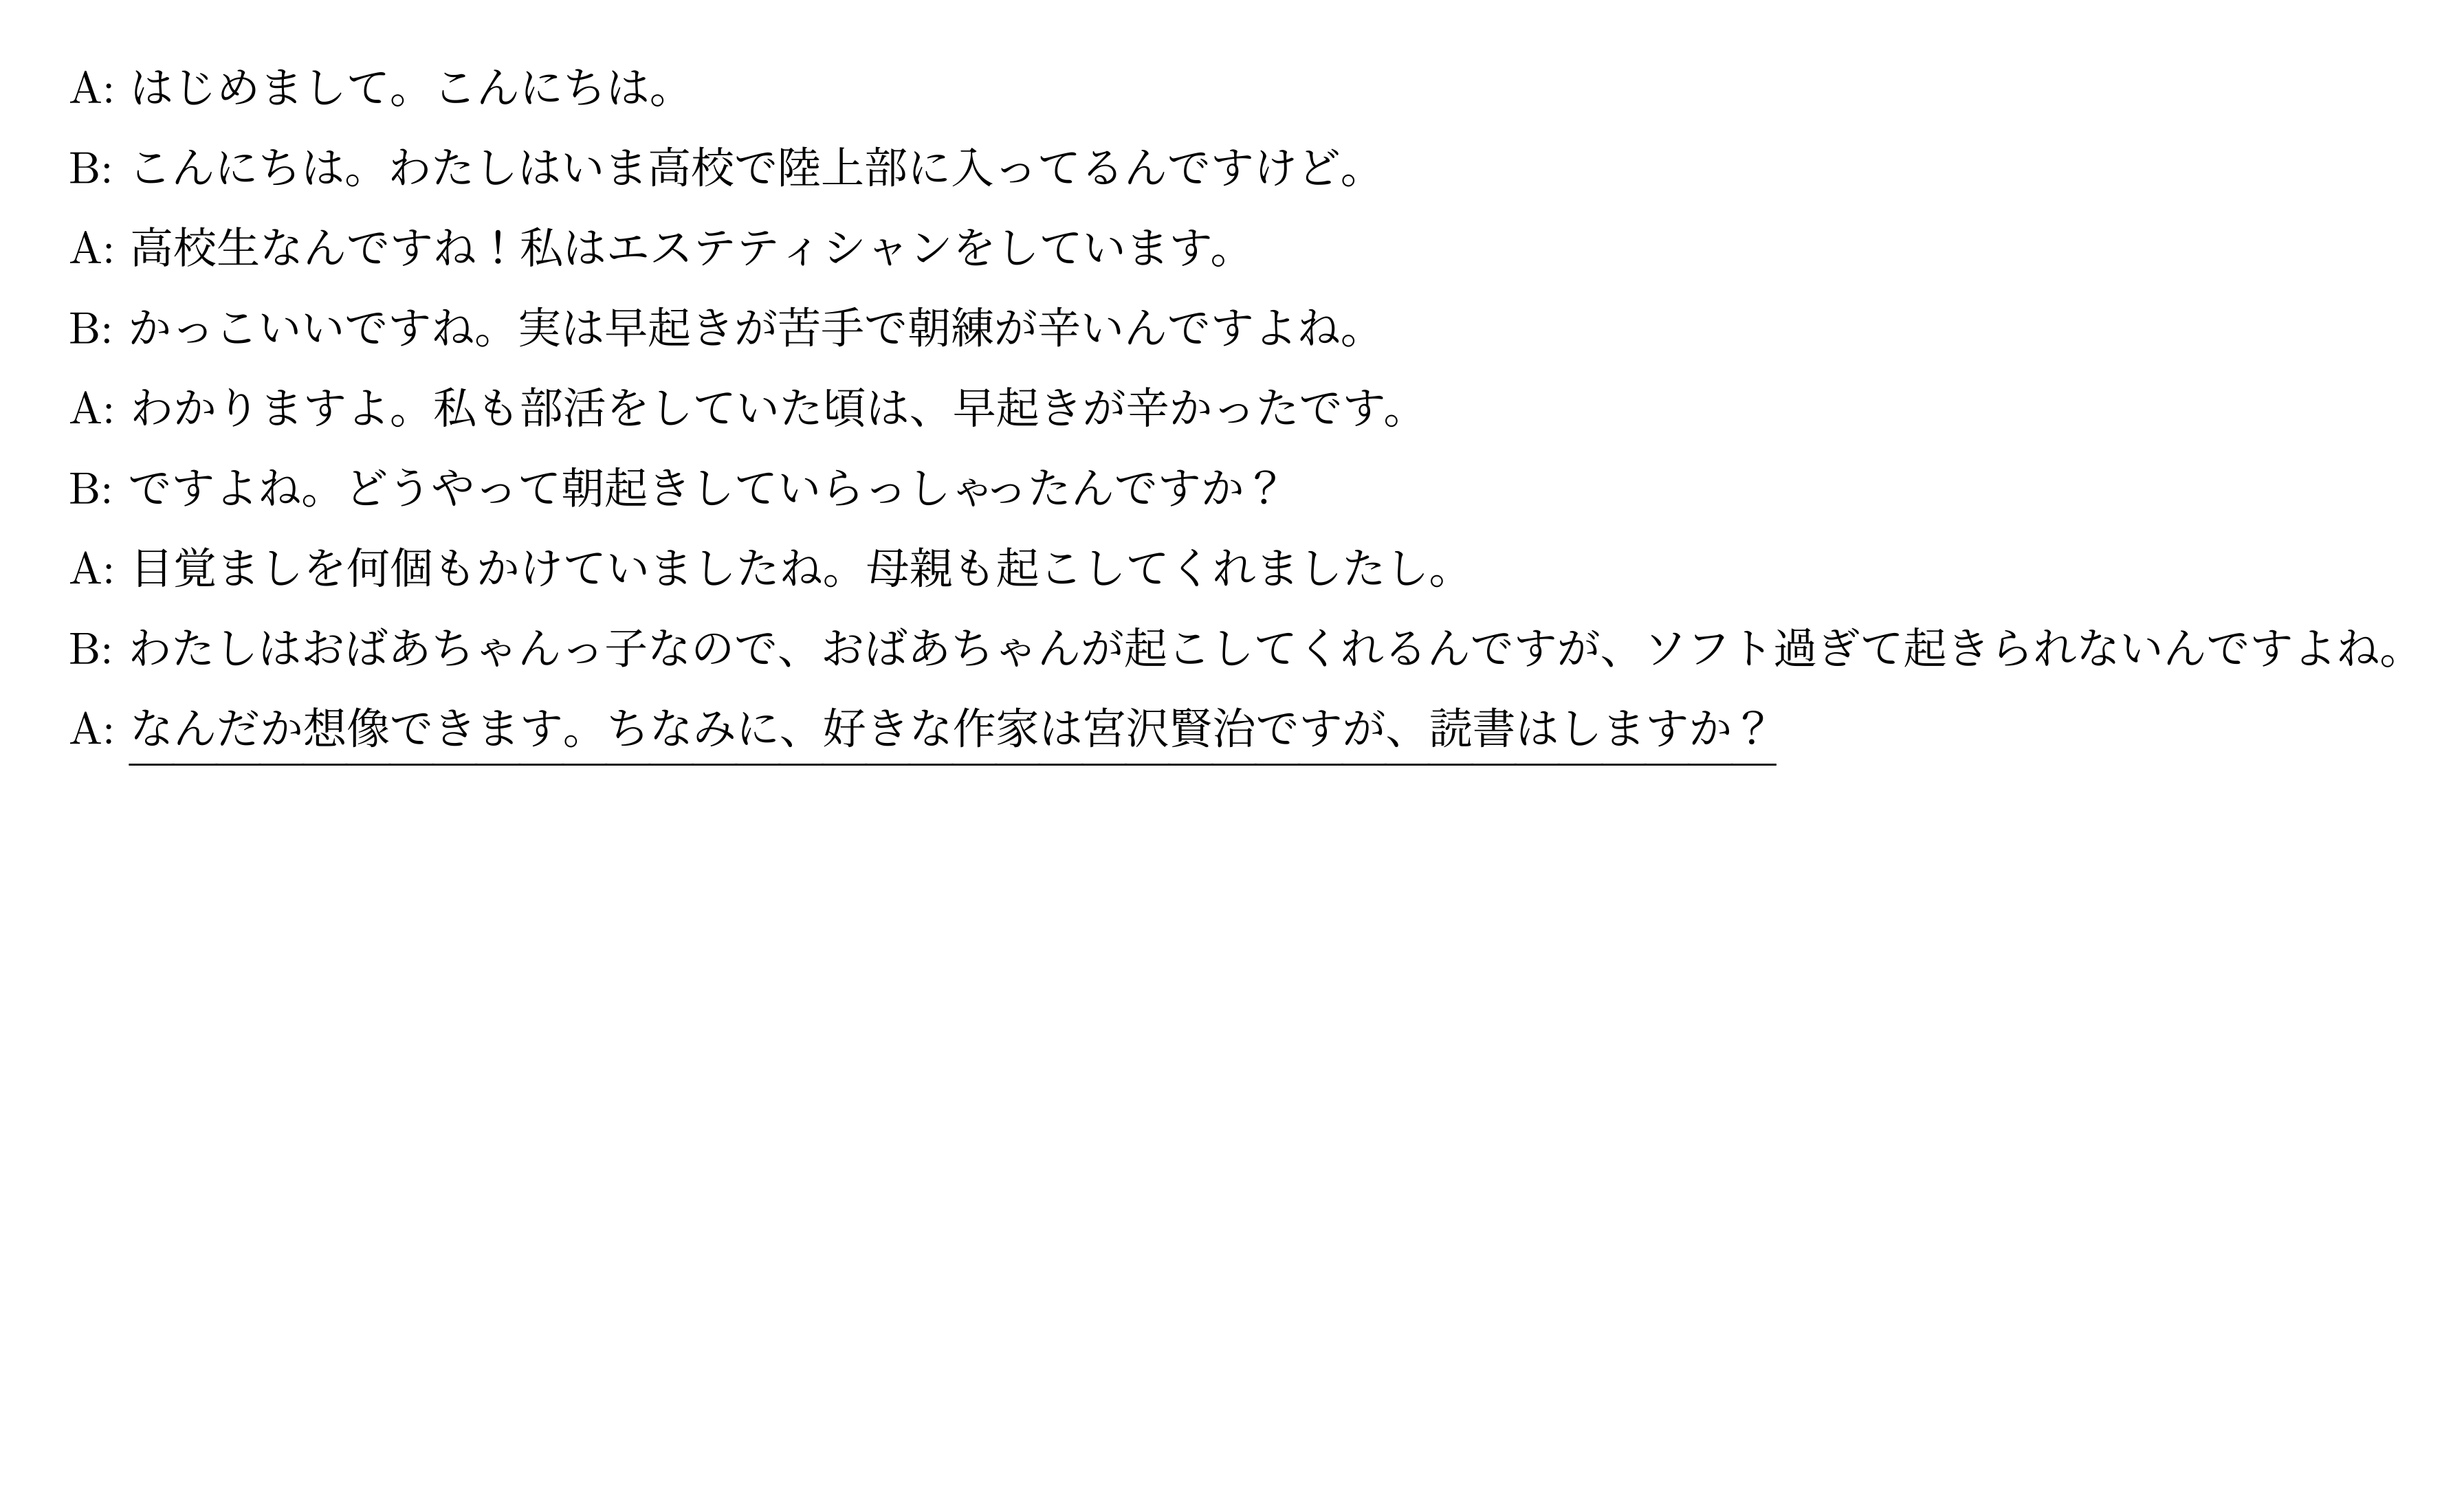 A: はじめまして。こんにちは。
B: こんにちは。わたしはいま高校で陸上部に入ってるんですけど。
A: 高校生なんですね！私はエステティシャンをしています。
B: かっこいいですね。実は早起きが苦手で朝練が辛いんですよね。
A: わかりますよ。私も部活をしていた頃は、早起きが辛かったです。
B: ですよね。どうやって朝起きしていらっしゃったんですか？
A: 目覚ましを何個もかけていましたね。母親も起こしてくれましたし。
B: わたしはおばあちゃんっ子なので、おばあちゃんが起こしてくれるんですが、ソフト過ぎて起きられないんですよね。
A: なんだか想像できます。ちなみに、好きな作家は宮沢賢治ですが、読書はしますか？